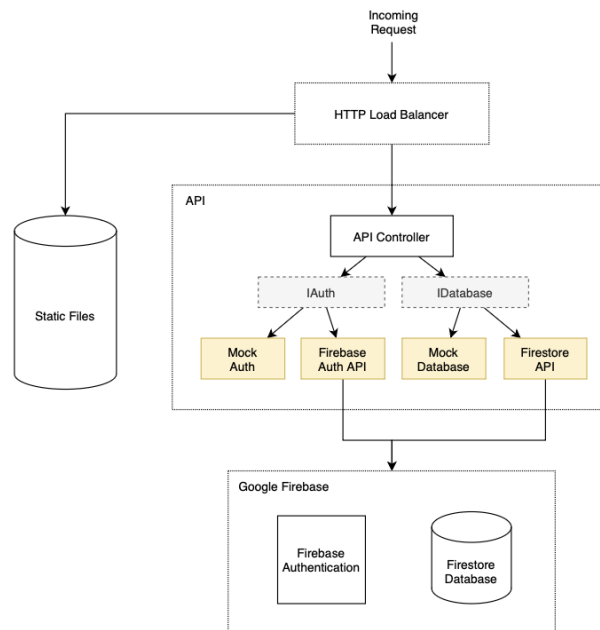 Incoming
Request
HTTP Load Balancer
API
API Controller
Static Files
IAuth
IDatabase
Mock
Auth
Firebase
Auth API
Mock
Database
Firestore
API
Google Firebase
Firebase
Authentication
Firestore
Database